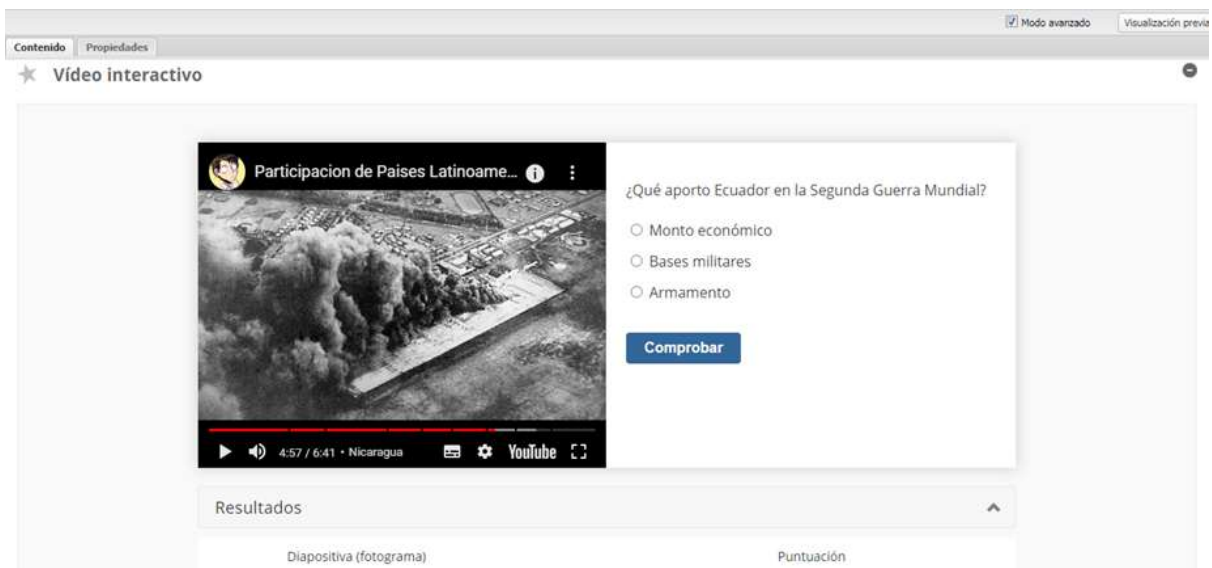 Modo avanzado
Visualización previa
Contenido
Propiedades
Vídeo interactivo
Participacion de Paises Latinoame...
¿Qué aporto Ecuador en la Segunda Guerra Mundial?
Monto económico
Bases militares
Armamento
Comprobar
4:57 / 6:41 • Nicaragua
YouTube
Resultados
Diapositiva (fotograma)
Puntuación